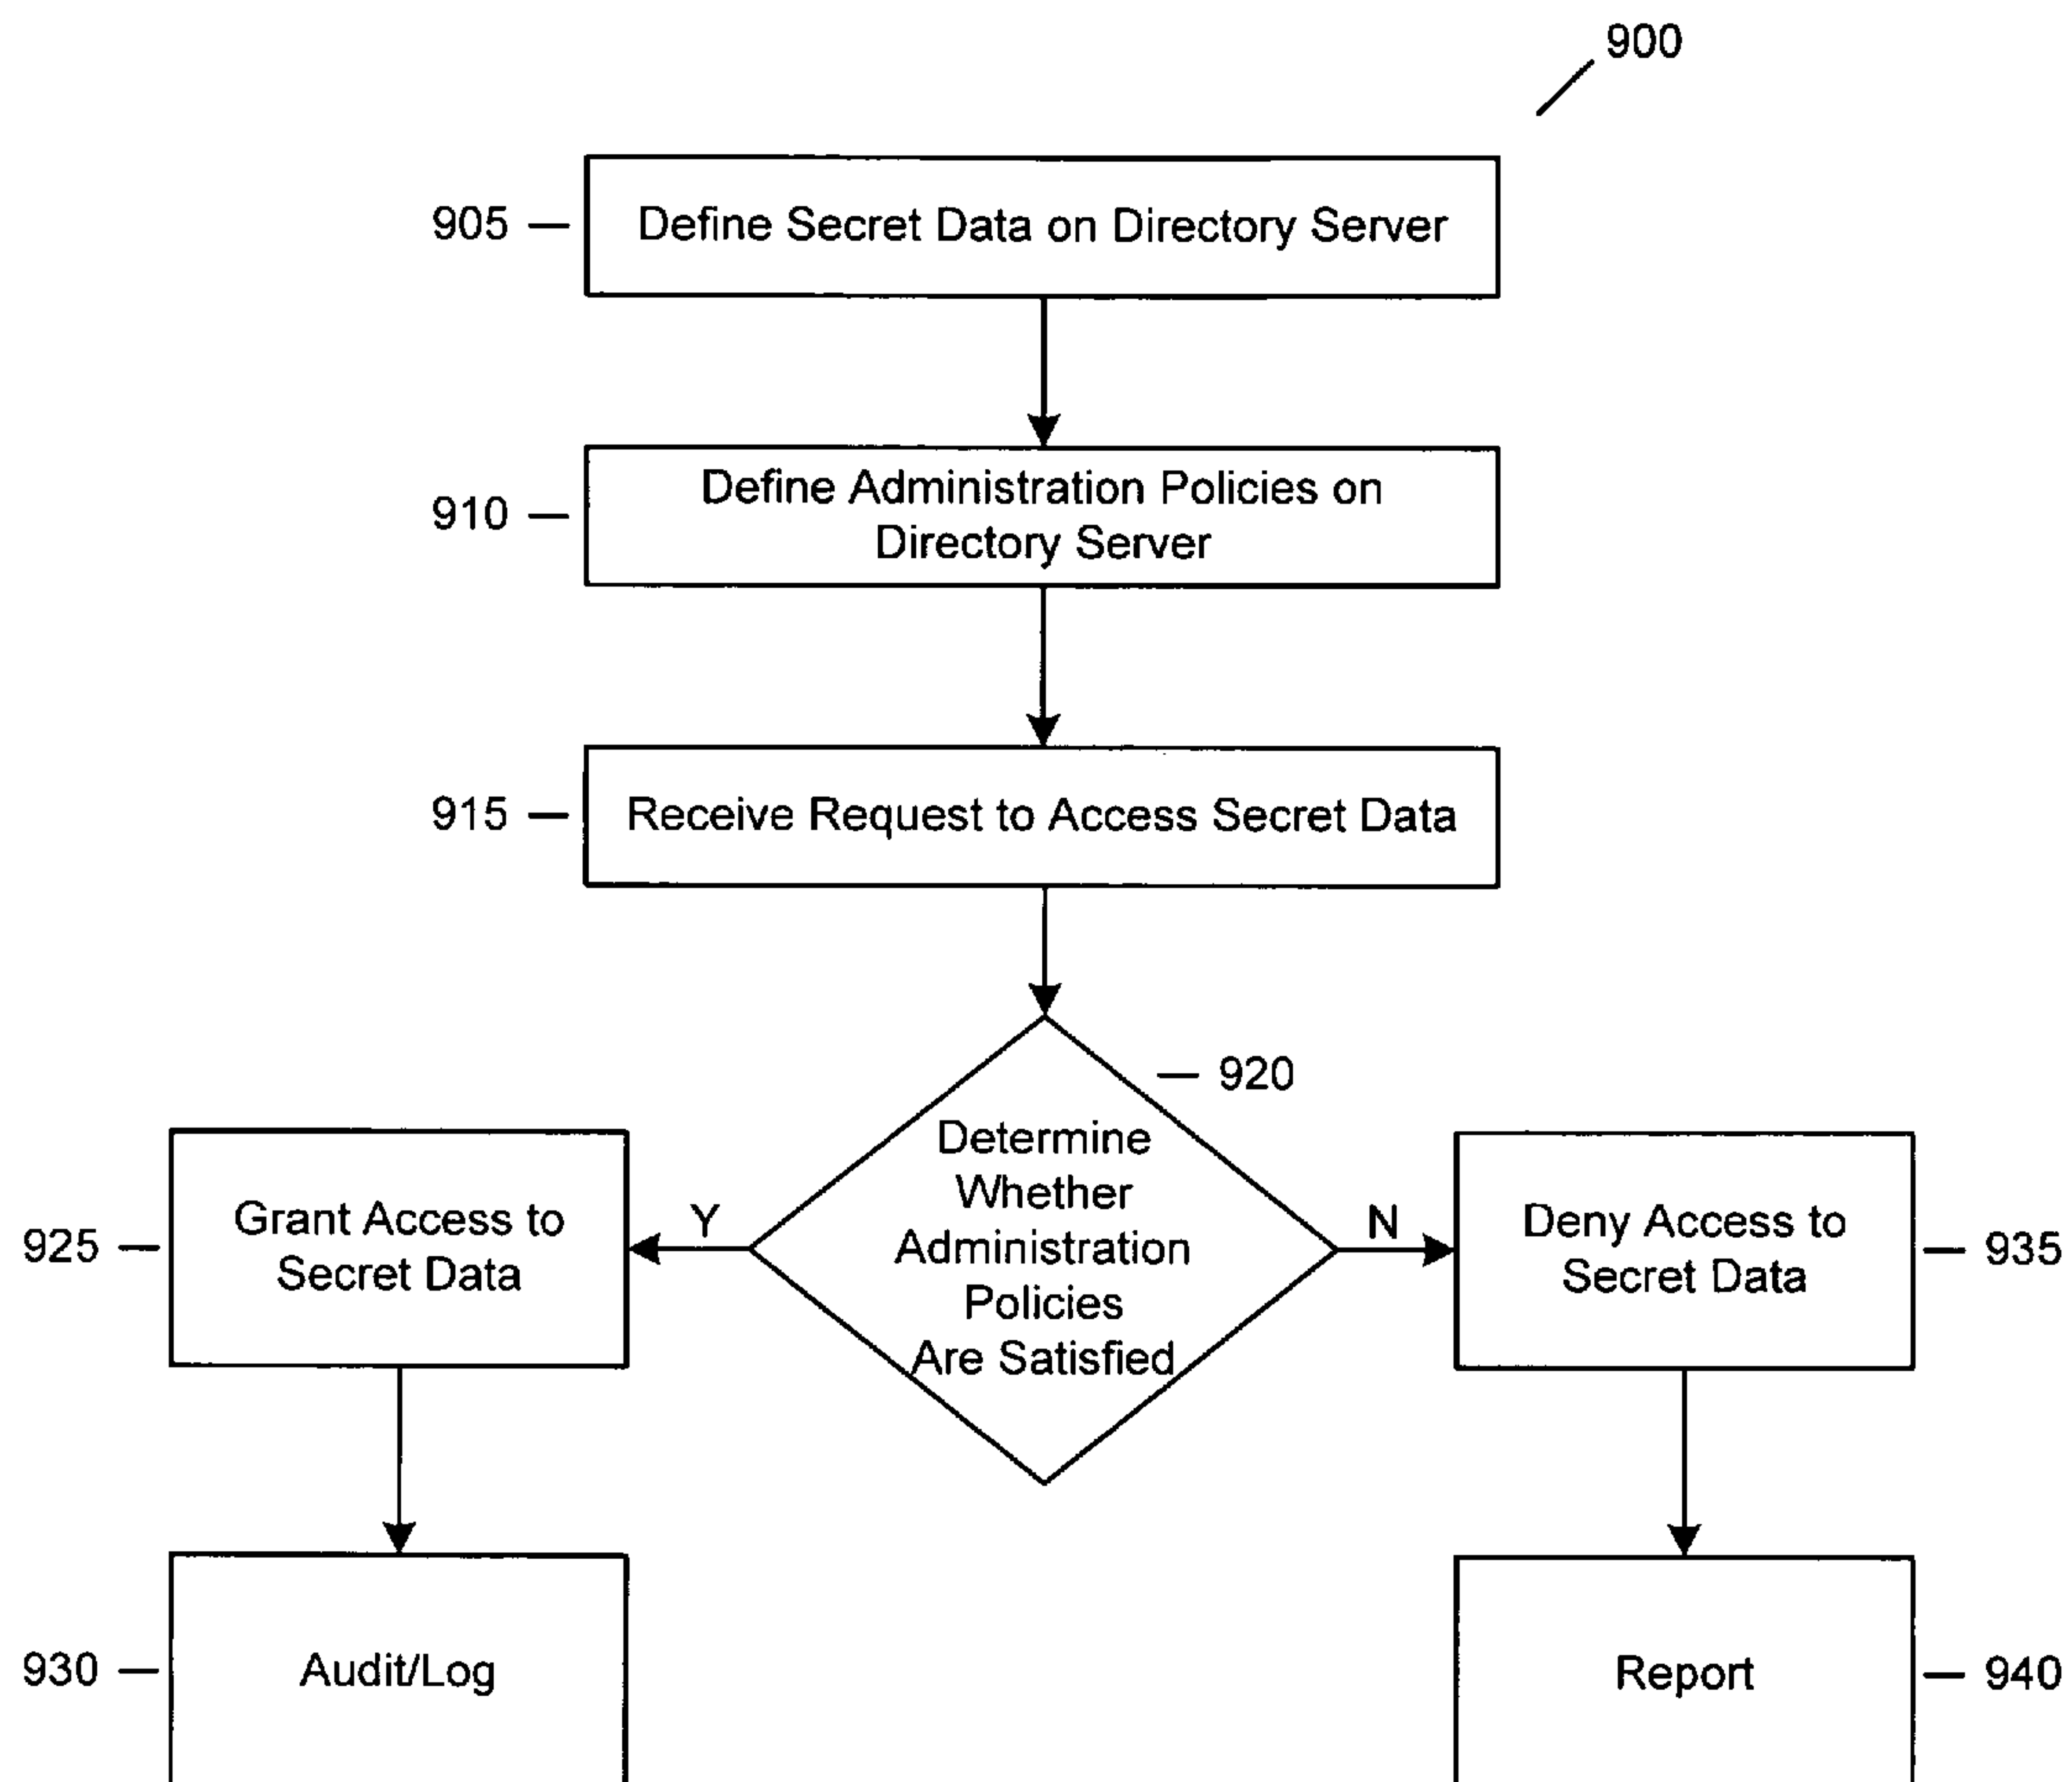 900
905
Define Secret Data on Directory Server
910
Define Administration Policies on
Directory Server
915
Receive Request to Access Secret Data
920
Determine
Whether
Administration
Policies
Are Satisfied
Y
N
925
Grant Access to
Secret Data
Deny Access to
Secret Data
935
930
Audit/Log
Report
940